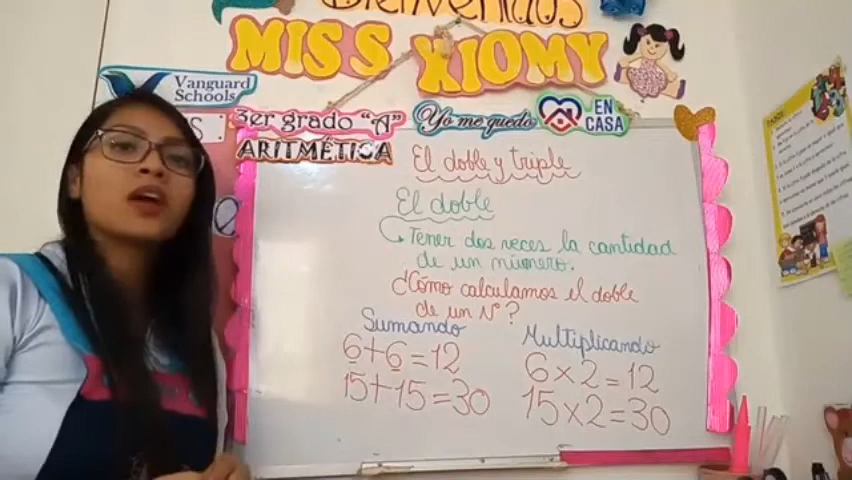 Bienvenidos
MISS XIOMY
Vanguard
Schools
3er grado "A"
Yo me quedo EN
CASA
ARITMÉTICA
El doble y triple
El doble
Tener dos veces la cantidad
de un número.
¿Cómo calculamos el doble
de un N°?
Sumando
6+6=12
15+15=30
Multiplicando
6×2=12
15×2=30